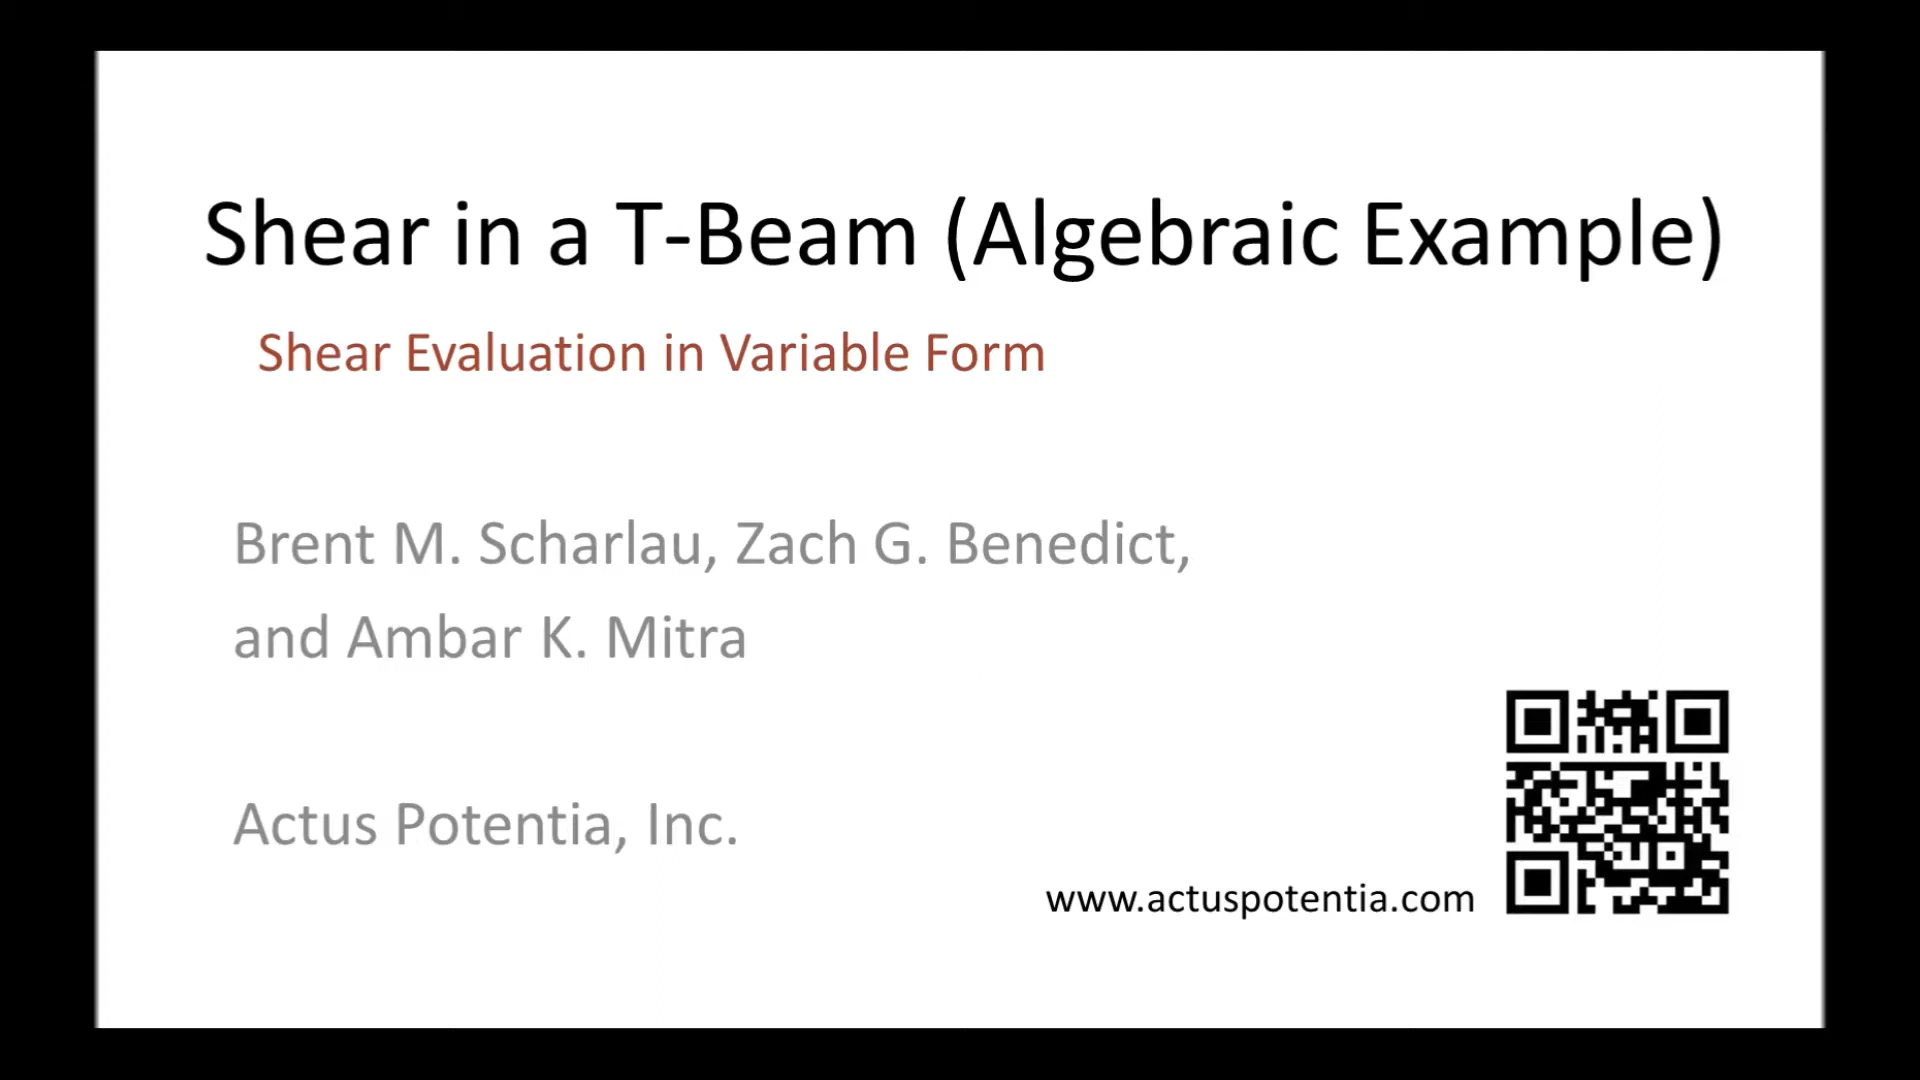 Shear in a T-Beam (Algebraic Example)
Shear Evaluation in Variable Form
Brent M. Scharlau, Zach G. Benedict,
and Ambar K. Mitra
Actus Potentia, Inc.
www.actuspotentia.com